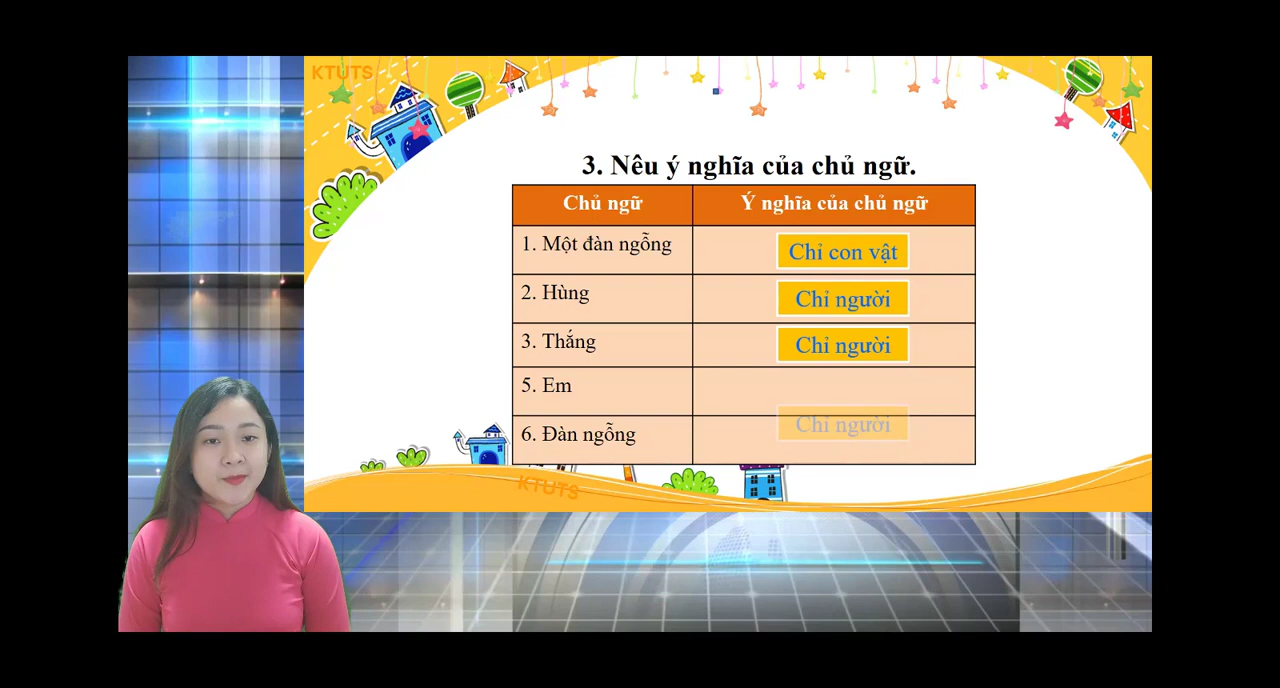 KTUTS
3. Nêu ý nghĩa của chủ ngữ.
Chủ ngữ
Ý nghĩa của chủ ngữ
1. Một đàn ngỗng
Chỉ con vật
2. Hùng
Chỉ người
3. Thắng
Chỉ người
5. Em
Chỉ người
6. Đàn ngỗng
KTUTS